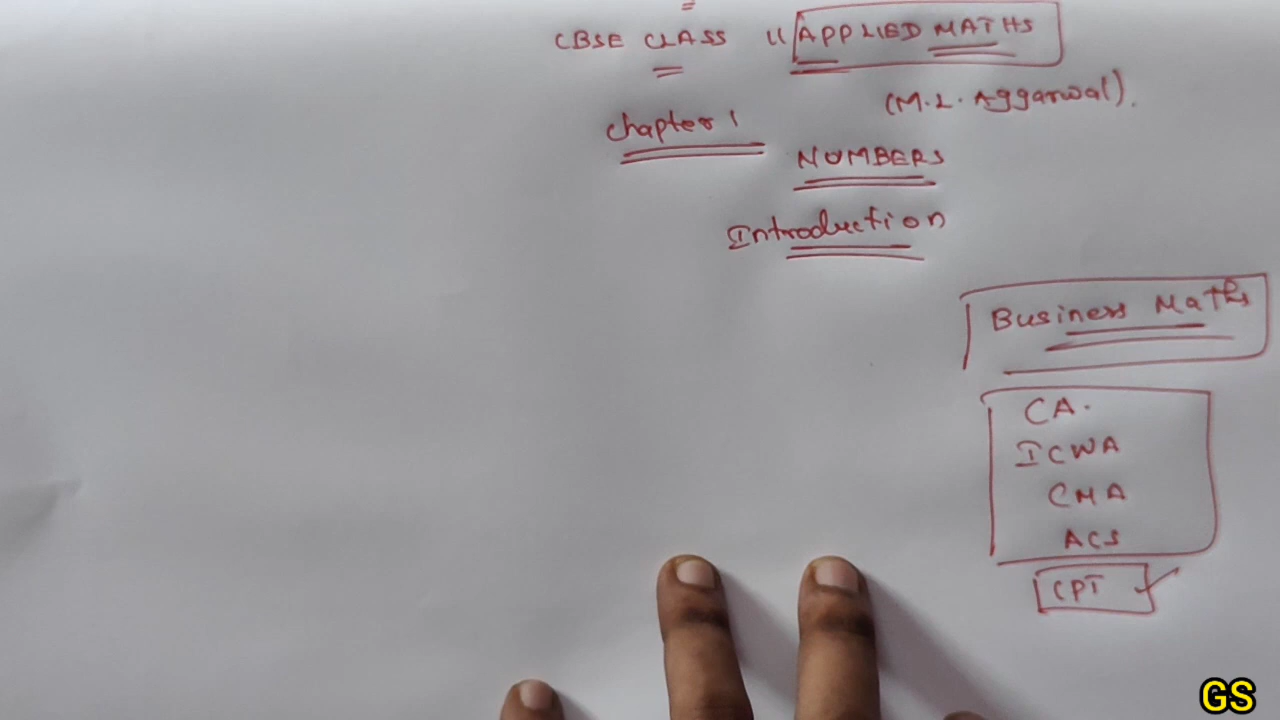 CBSE CLASS 11 APPLIED MATHS
(M.L. Aggarwal).
Chapter 1
NUMBERS
Introduction
Business Maths
CA.
ICWA
CMA
ACS
CPT ✓
GS